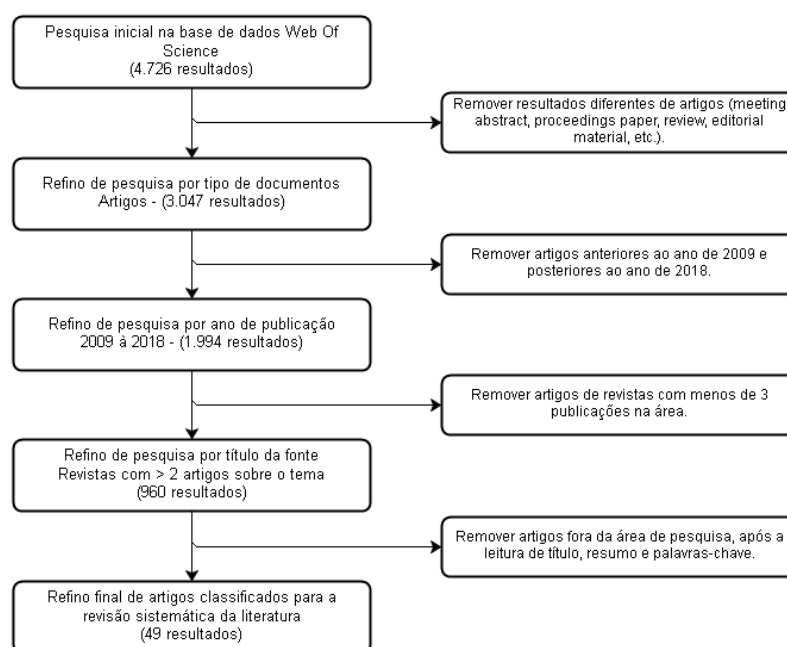 Pesquisa inicial na base de dados Web Of
Science
(4.726 resultados)
Remover resultados diferentes de artigos (meeting
abstract, proceedings paper, review, editorial
material, etc.).
Refino de pesquisa por tipo de documentos
Artigos - (3.047 resultados)
Remover artigos anteriores ao ano de 2009 e
posteriores ao ano de 2018.
Refino de pesquisa por ano de publicação
2009 à 2018 - (1.994 resultados)
Remover artigos de revistas com menos de 3
publicações na área.
Refino de pesquisa por título da fonte
Revistas com > 2 artigos sobre o tema
(960 resultados)
Remover artigos fora da área de pesquisa, após a
leitura de título, resumo e palavras-chave.
Refino final de artigos classificados para a
revisão sistemática da literatura
(49 resultados)